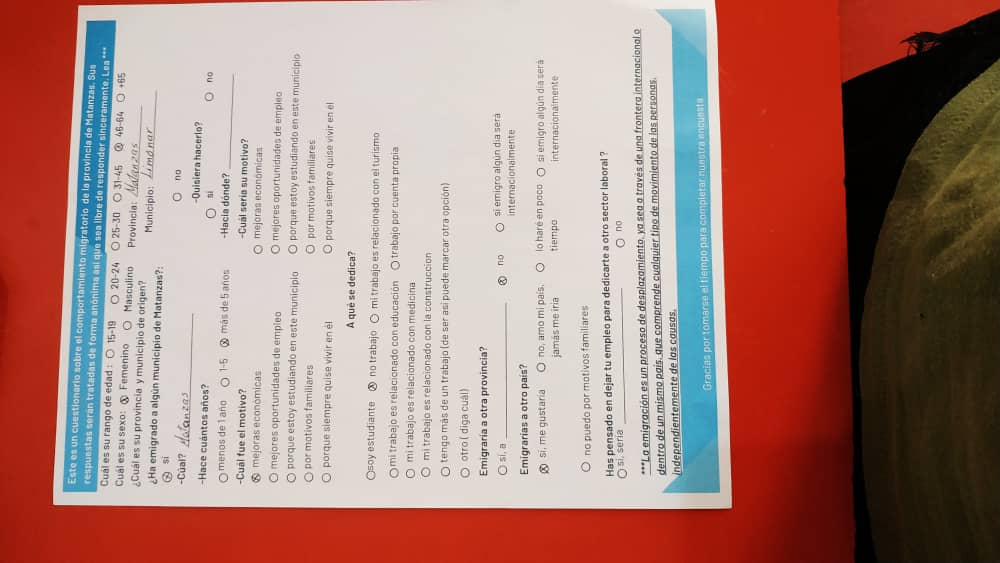 Este es un cuestionario sobre el comportamiento migratorio de la provincia de Matanzas. Sus
respuestas serán tratadas de forma anónima así que sea libre de responder sinceramente. Lea ***
Cuál es su rango de edad : ○ 15-19 ○ 20-24 ○ 25-30 ○ 31-45 ⊗ 46-64 ○ +65
Cuál es su sexo: ⊗ Femenino ○ Masculino
¿Cuál es su provincia y municipio de origen? Provincia: Matanzas
Municipio: Limonar
¿Ha emigrado a algún municipio de Matanzas?:
⊗ si ○ no
-Cúal? Matanzas
-Quisiera hacerlo?
○ si ○ no
-Hace cuántos años?
○ menos de 1 año ○ 1-5 ⊗ más de 5 años
-Hacia dónde?
-Cuál fue el motivo?
⊗ mejoras económicas
○ mejores oportunidades de empleo
○ porque estoy estudiando en este municipio
○ por motivos familiares
○ porque siempre quise vivir en él
-Cuál sería su motivo?
○ mejoras económicas
○ mejores oportunidades de empleo
○ porque estoy estudiando en este municipio
○ por motivos familiares
○ porque siempre quise vivir en él
A qué se dedica?
○soy estudiante ⊗ no trabajo ○ mi trabajo es relacionado con el turismo
○ mi trabajo es relacionado con educación ○ trabajo por cuenta propia
○ mi trabajo es relacionado con medicina
○ mi trabajo es relacionado con la construccion
○ tengo más de un trabajo (de ser asi puede marcar otra opción)
○ otro ( diga cuál)
Emigraría a otra provincia?
○ si, a ⊗ no ○ si emigro algún dia será
internacionalmente
Emigrarías a otro país?
⊗ si, me gustaría ○ no, amo mi país, ○ lo haré en poco ○ si emigro algún dia será
jamás me iría tiempo internacionalmente
○ no puedo por motivos familiares
Has pensado en dejar tu empleo para dedicarte a otro sector laboral ?
○ si, seria ○ no
***La emigración es un proceso de desplazamiento, ya sea a través de una frontera internacional o
dentro de un mismo país, que comprende cualquier tipo de movimiento de las personas,
independientemente de las causas.
Gracias por tomarse el tiempo para completar nuestra encuesta